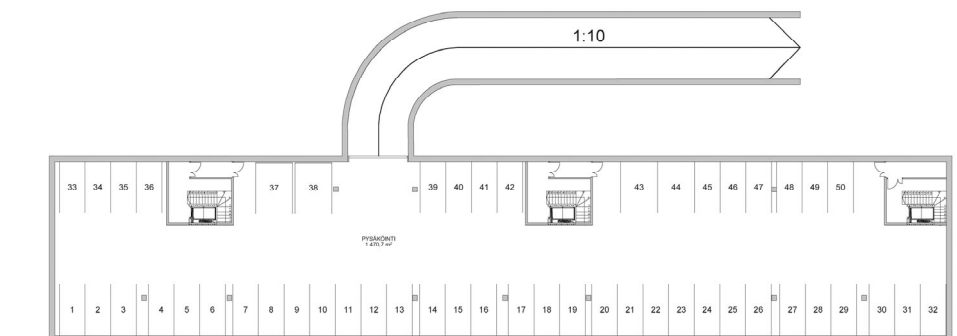 1:10
33 34 35 36 37 38 39 40 41 42 43 44 45 46 47 48 49 50
PYSÄKÖINTI
1 470,7 m²
1 2 3 4 5 6 7 8 9 10 11 12 13 14 15 16 17 18 19 20 21 22 23 24 25 26 27 28 29 30 31 32